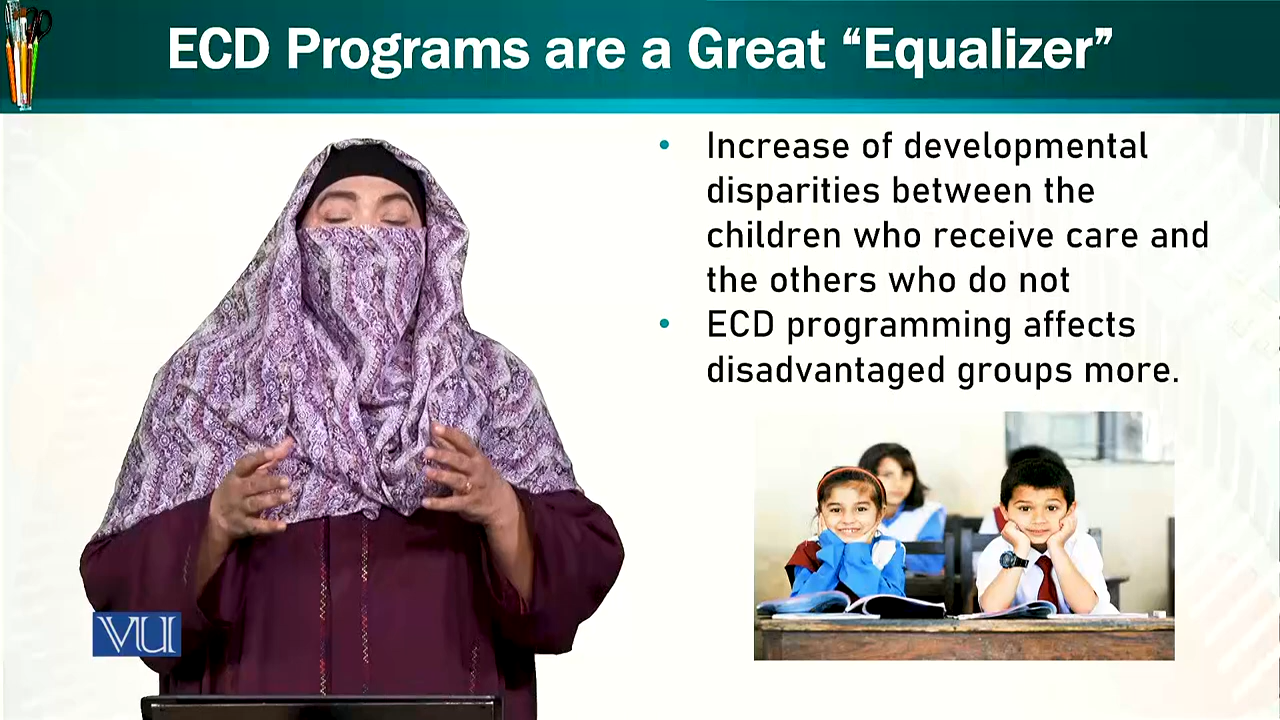 ECD Programs are a Great “Equalizer”
• Increase of developmental
disparities between the
children who receive care and
the others who do not
• ECD programming affects
disadvantaged groups more.
VU